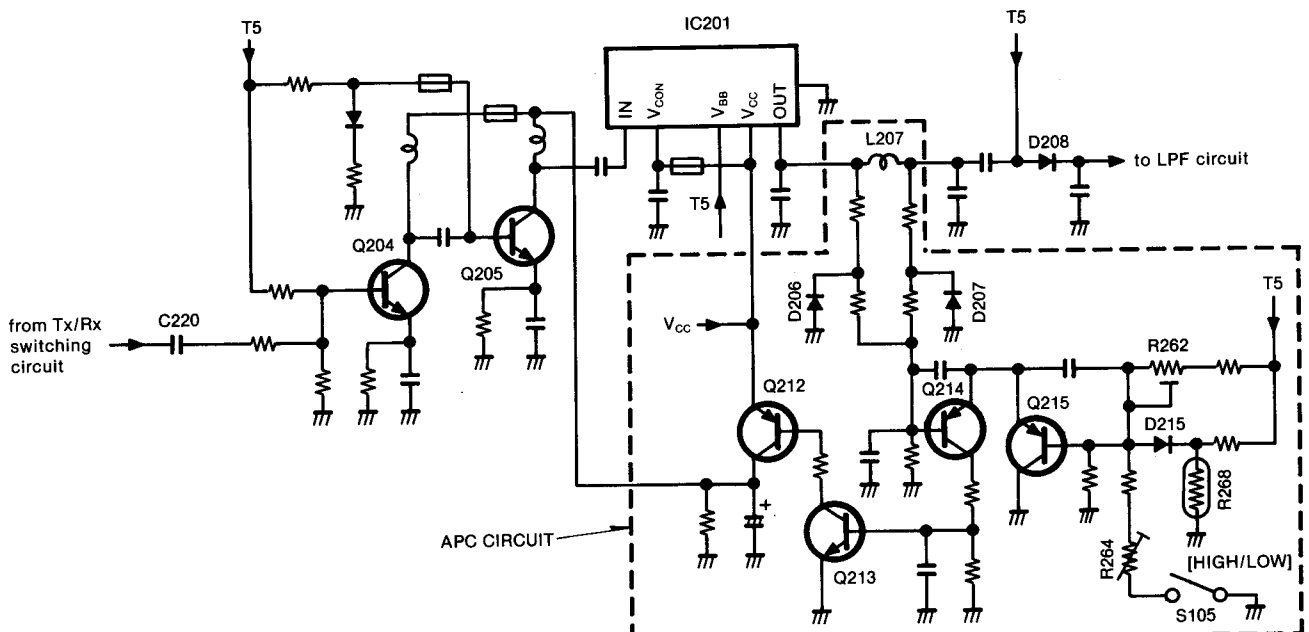 T5
IC201
T5
IN
VCON
VBB
VCC
OUT
L207
D208
to LPF circuit
T5
Q204
Q205
D206
D207
T5
from Tx/Rx
switching
circuit
C220
VCC
R262
Q212
Q214
Q215
D215
R268
APC CIRCUIT
Q213
R264
[HIGH/LOW]
S105
+